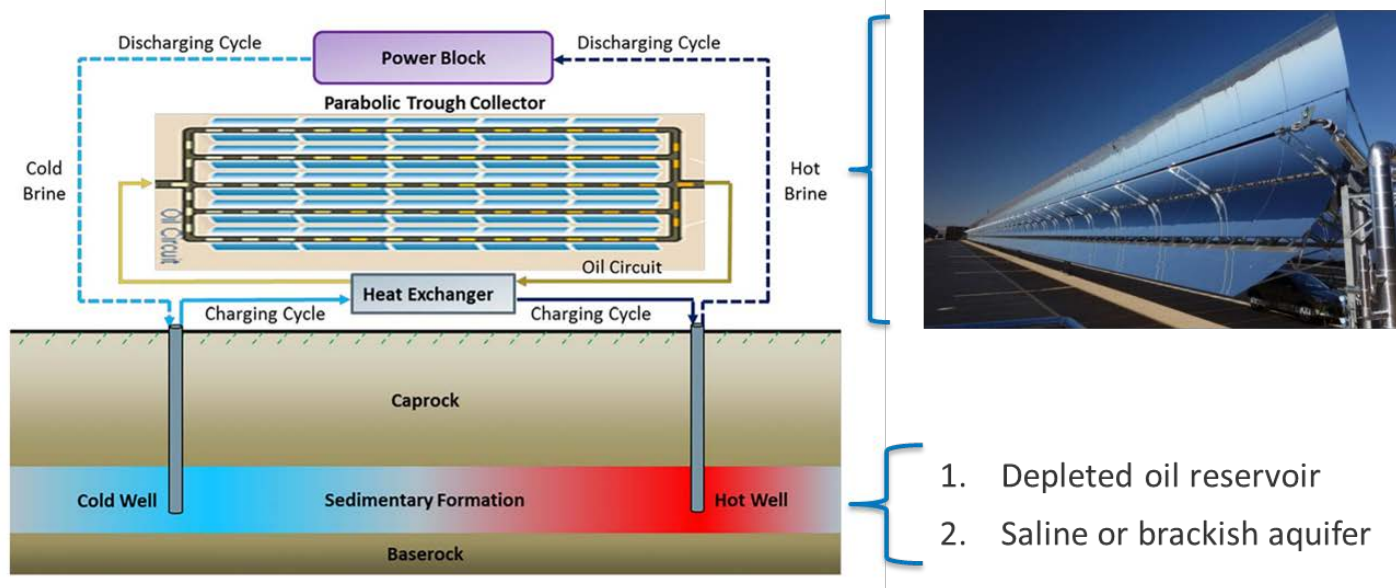 Discharging Cycle
Power Block
Discharging Cycle
Parabolic Trough Collector
Cold
Brine
Hot
Brine
Oil Circuit
Oil Circuit
Heat Exchanger
Charging Cycle
Charging Cycle
Caprock
Cold Well
Sedimentary Formation
Hot Well
Baserock
1. Depleted oil reservoir
2. Saline or brackish aquifer